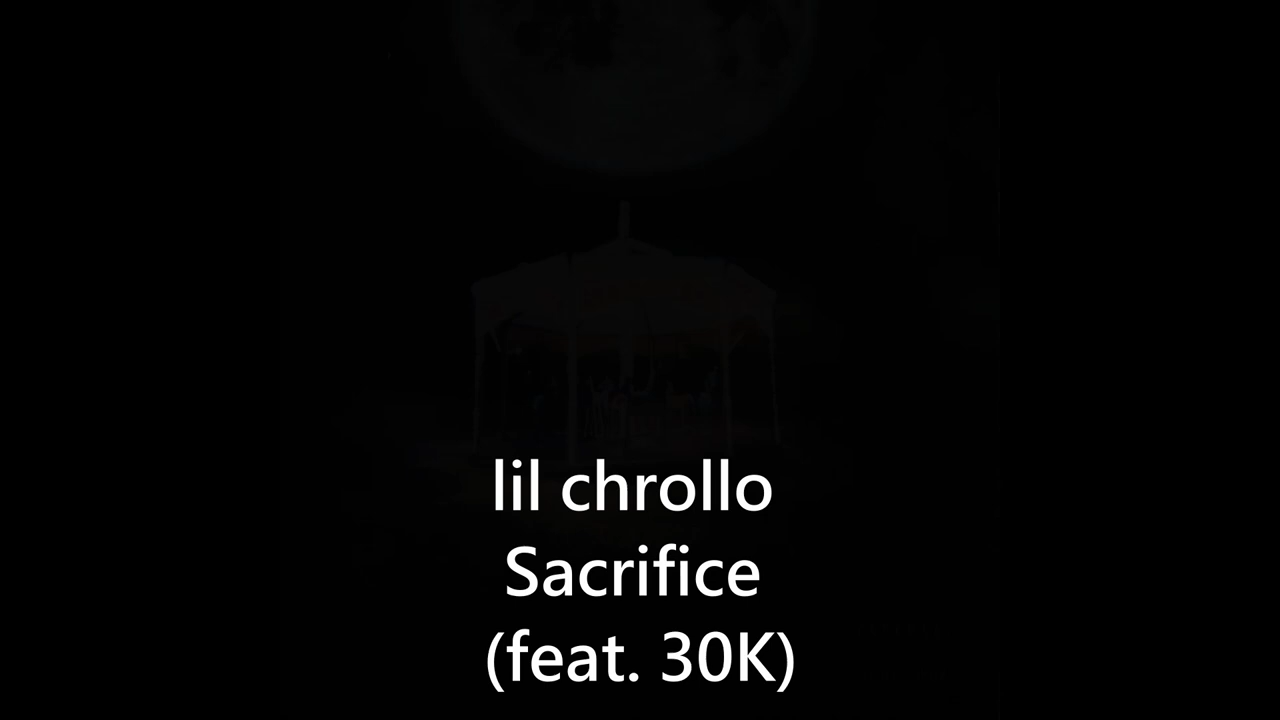 lil chrollo
Sacrifice
(feat. 30K)